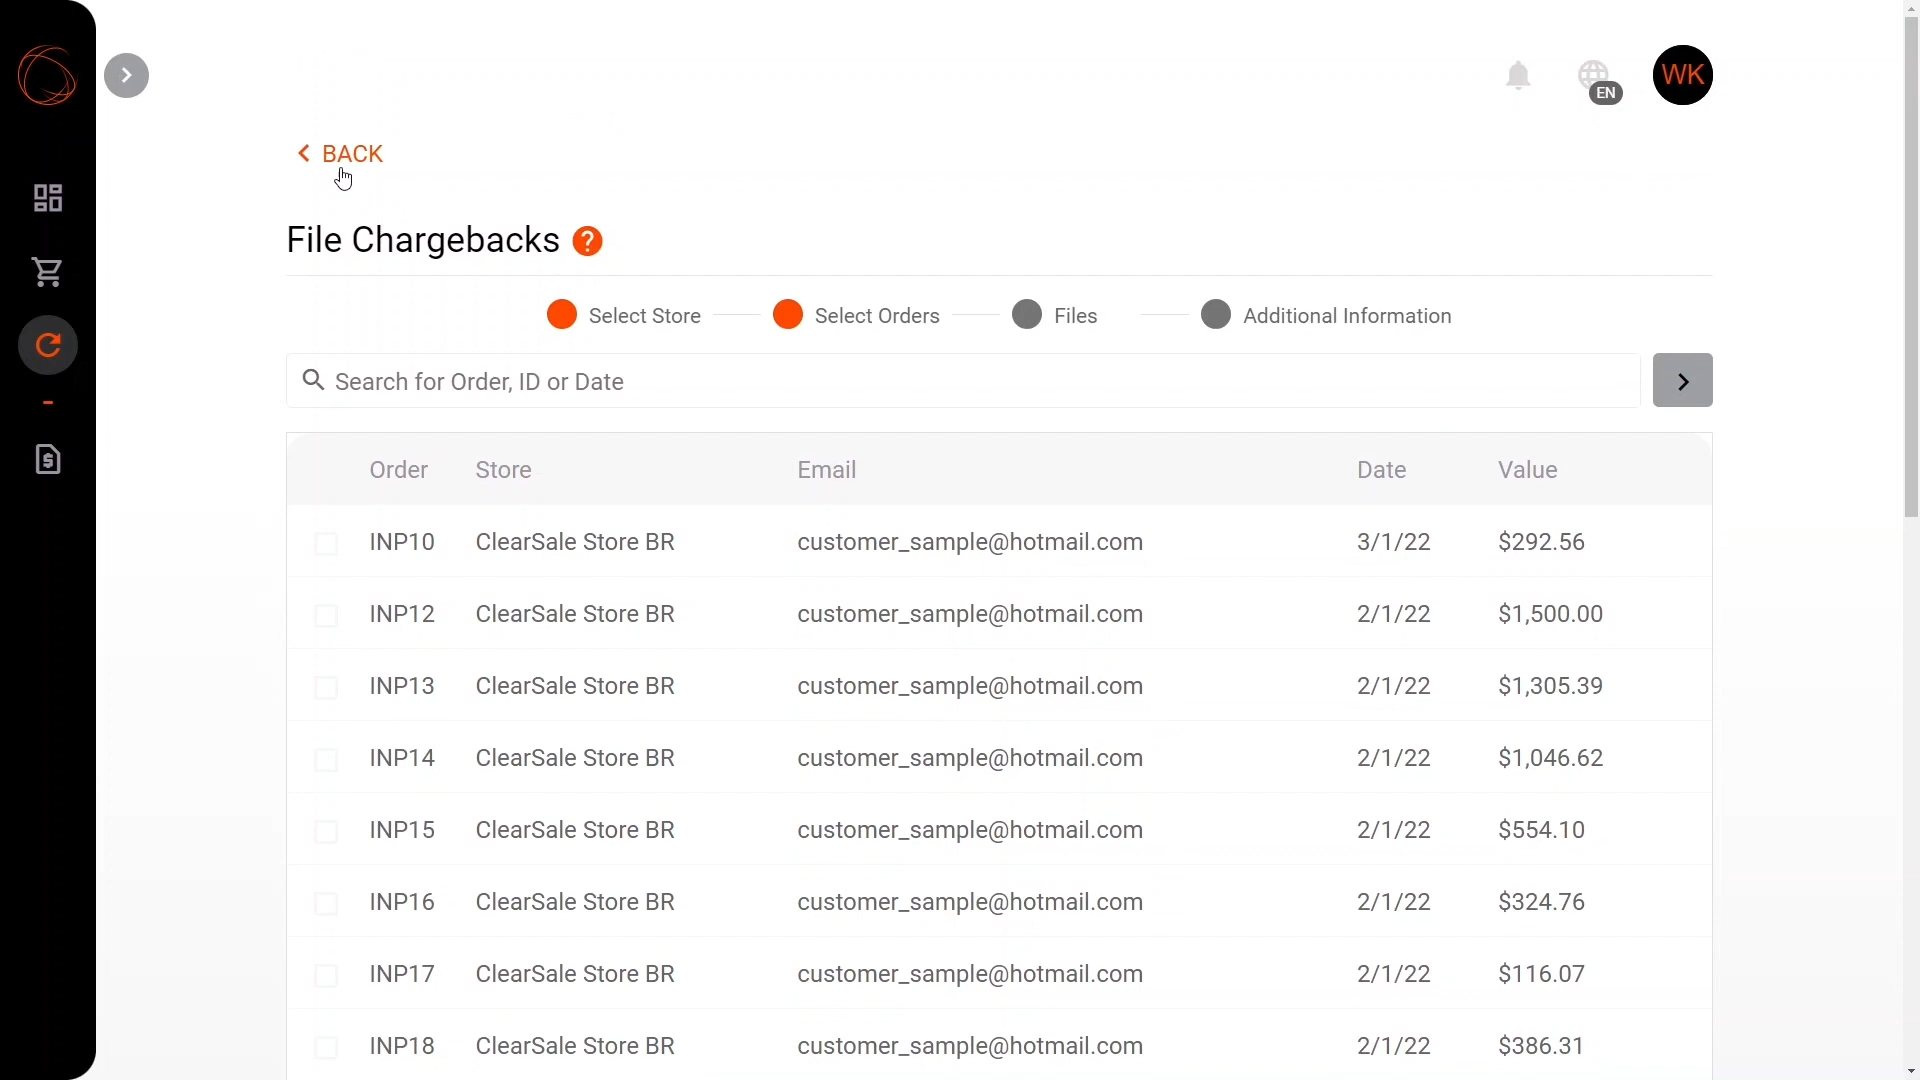 WK
EN
BACK
File Chargebacks ?
Select Store Select Orders Files Additional Information
Search for Order, ID or Date
Order Store Email Date Value
INP10 ClearSale Store BR customer_sample@hotmail.com 3/1/22 $292.56
INP12 ClearSale Store BR customer_sample@hotmail.com 2/1/22 $1,500.00
INP13 ClearSale Store BR customer_sample@hotmail.com 2/1/22 $1,305.39
INP14 ClearSale Store BR customer_sample@hotmail.com 2/1/22 $1,046.62
INP15 ClearSale Store BR customer_sample@hotmail.com 2/1/22 $554.10
INP16 ClearSale Store BR customer_sample@hotmail.com 2/1/22 $324.76
INP17 ClearSale Store BR customer_sample@hotmail.com 2/1/22 $116.07
INP18 ClearSale Store BR customer_sample@hotmail.com 2/1/22 $386.31